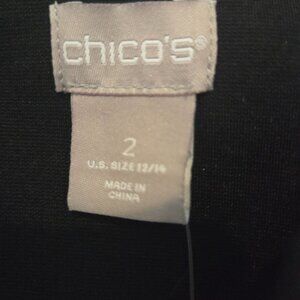 chico's®
2
U.S. SIZE 12/14
MADE IN
CHINA